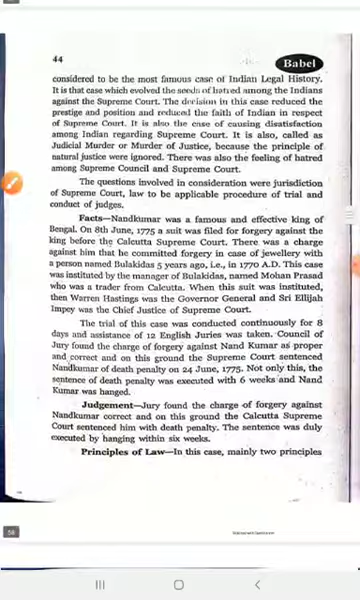 44
Babel
considered to be the most famous case of Indian Legal History.
It is that case which evolved the seeds of hatred among the Indians
against the Supreme Court. The decision in this case reduced the
prestige and position and reduced the faith of Indian in respect
of Supreme Court. It is also the case of causing disatisfaction
among Indian regarding Supreme Court. It is also, called as
Judicial Murder or Murder of Justice, because the principle of
natural justice were ignored. There was also the feeling of hatred
among Supreme Council and Supreme Court.
The questions involved in consideration were jurisdiction
of Supreme Court, law to be applicable procedure of trial and
conduct of judges.
Facts—Nandkumar was a famous and effective king of
Bengal. On 8th June, 1775 a suit was filed for forgery against the
king before the Calcutta Supreme Court. There was a charge
against him that he committed forgery in case of jewellery with
a person named Bulakidas 5 years ago, i.e., in 1770 A.D. This case
was instituted by the manager of Bulakidas, named Mohan Prasad
who was a trader from Calcutta. When this suit was instituted,
then Warren Hastings was the Governor General and Sri Ellijah
Impey was the Chief Justice of Supreme Court.
The trial of this case was conducted continuously for 8
days and assistance of 12 English Juries was taken. Council of
Jury found the charge of forgery against Nand Kumar as proper
and correct and on this ground the Supreme Court sentenced
Nandkumar of death penalty on 24 June, 1775. Not only this, the
sentence of death penalty was executed with 6 weeks and Nand
Kumar was hanged.
Judgement—Jury found the charge of forgery against
Nandkumar correct and on this ground the Calcutta Supreme
Court sentenced him with death penalty. The sentence was duly
executed by hanging within six weeks.
Principles of Law—In this case, mainly two principles